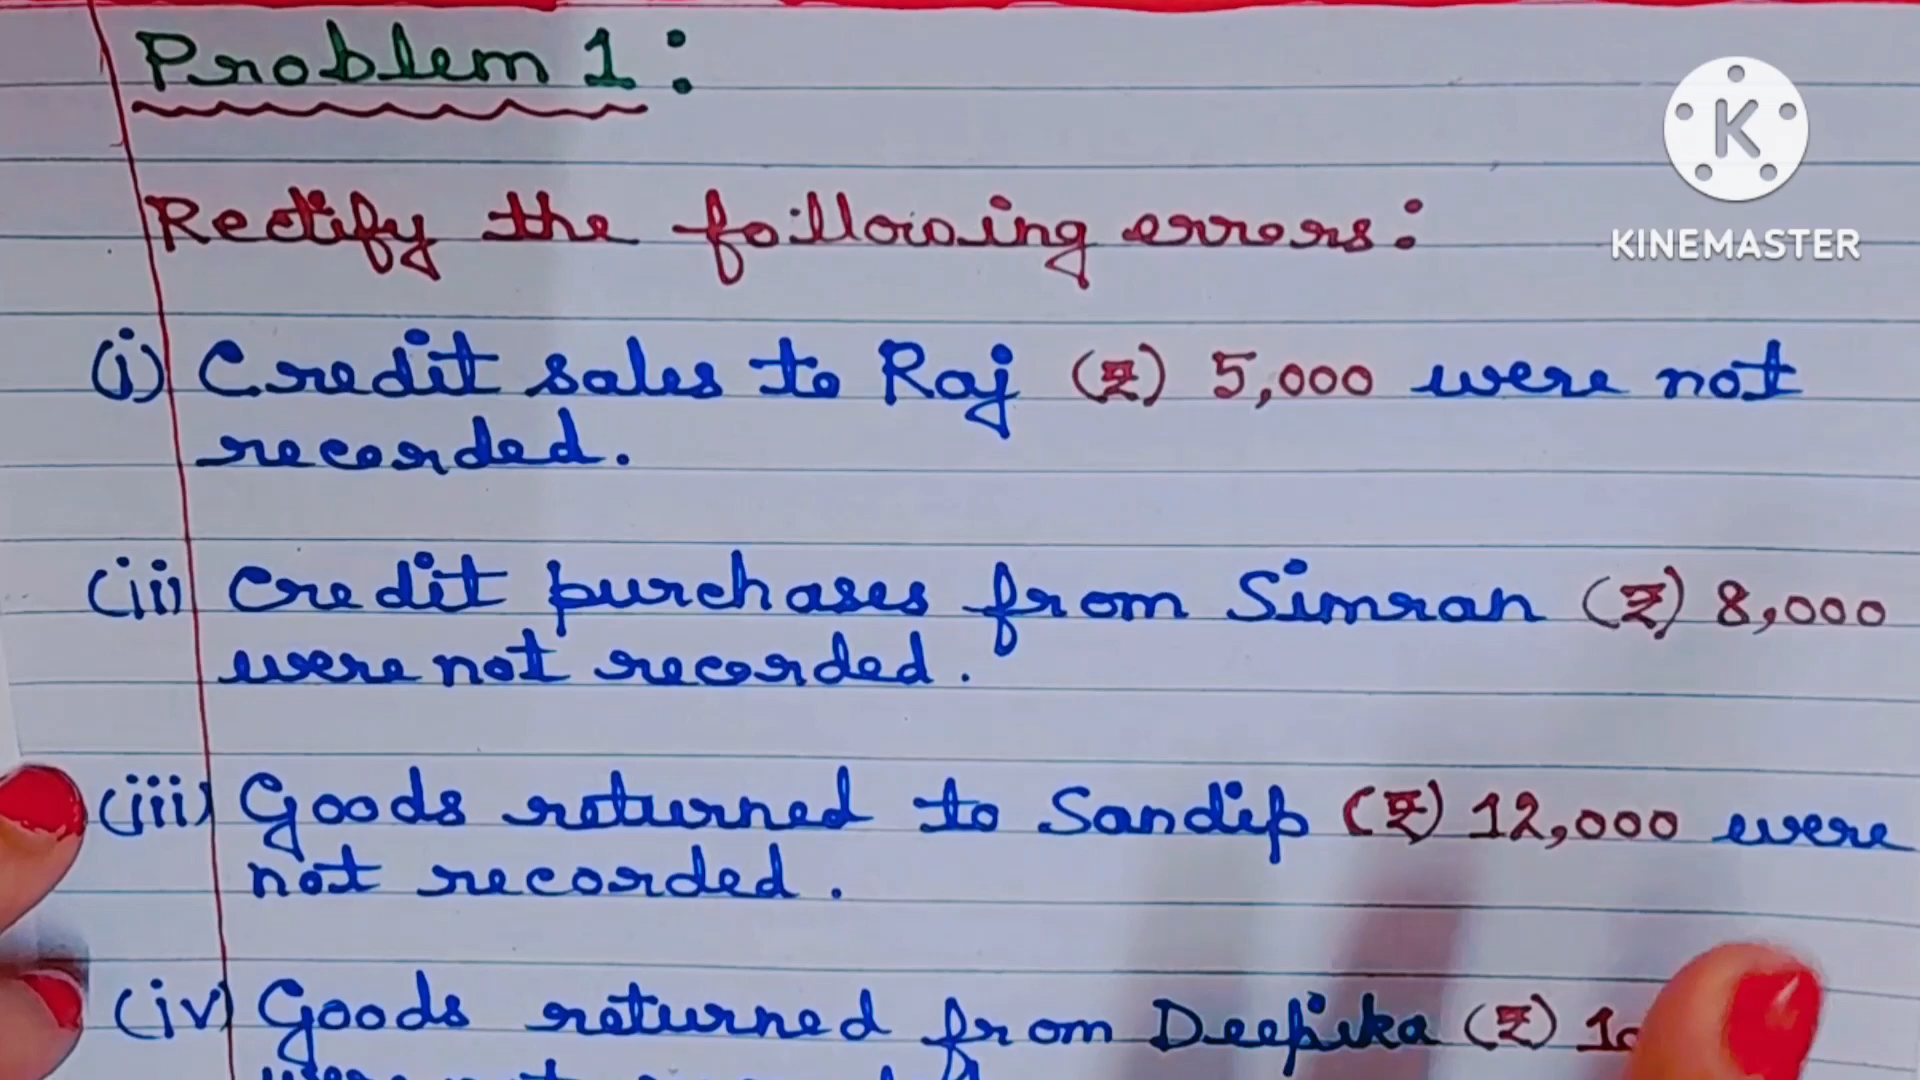 Problem 1:
K
KINEMASTER
Rectify the following errors:
(i) Credit sales to Raj (₹) 5,000 were not
recorded.
(ii) Credit purchases from Simran (₹) 8,000
were not recorded.
(iii) Goods returned to Sandip (₹) 12,000 were
not recorded.
(iv) Goods returned from Deepika (₹)